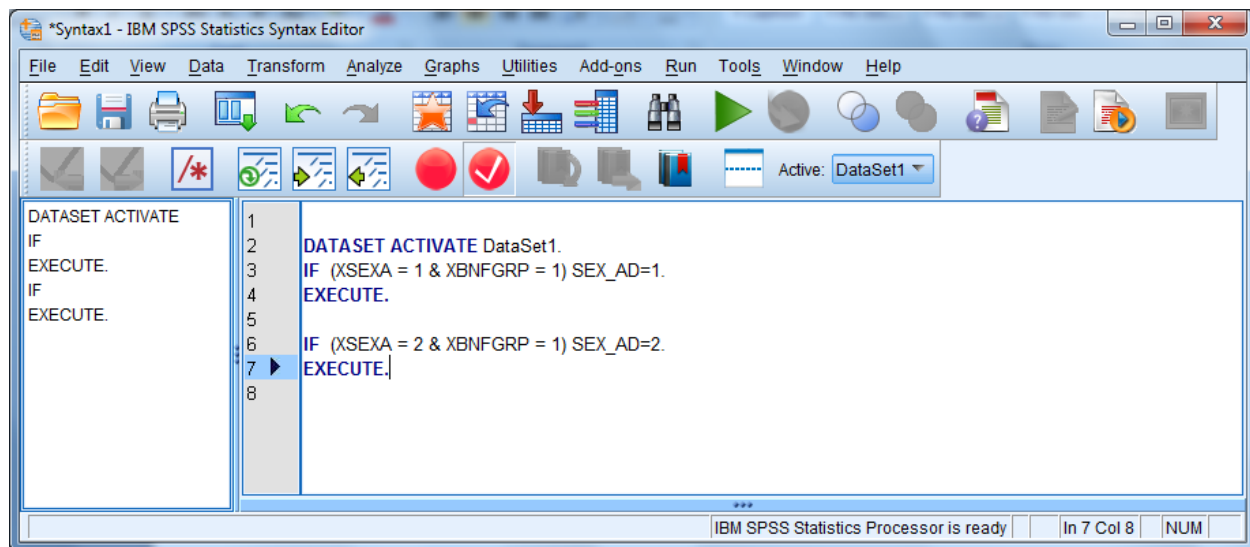 *Syntax1 - IBM SPSS Statistics Syntax Editor
File Edit View Data Transform Analyze Graphs Utilities Add-ons Run Tools Window Help
/*
Active: DataSet1
DATASET ACTIVATE
IF
EXECUTE.
IF
EXECUTE.
1
2 DATASET ACTIVATE DataSet1.
3 IF (XSEXA = 1 & XBNFGRP = 1) SEX_AD=1.
4 EXECUTE.
5
6 IF (XSEXA = 2 & XBNFGRP = 1) SEX_AD=2.
7 EXECUTE.
8
IBM SPSS Statistics Processor is ready In 7 Col 8 NUM